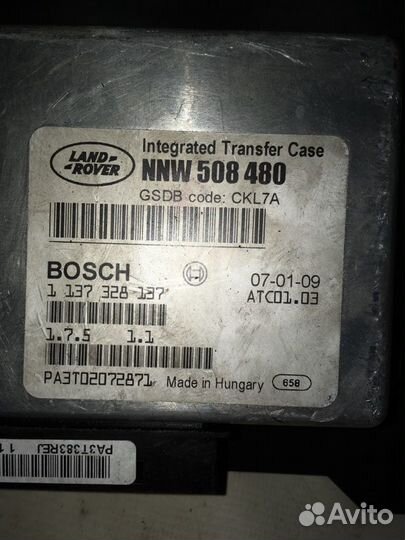 LAND
ROVER
Integrated Transfer Case
NNW 508 480
GSDB code: CKL7A
BOSCH
07-01-09
1 137 328-137
ATC01.03
1.7.5 1.1
PA3T02072871 Made in Hungary 658
PA3T383REJ 11
Avito